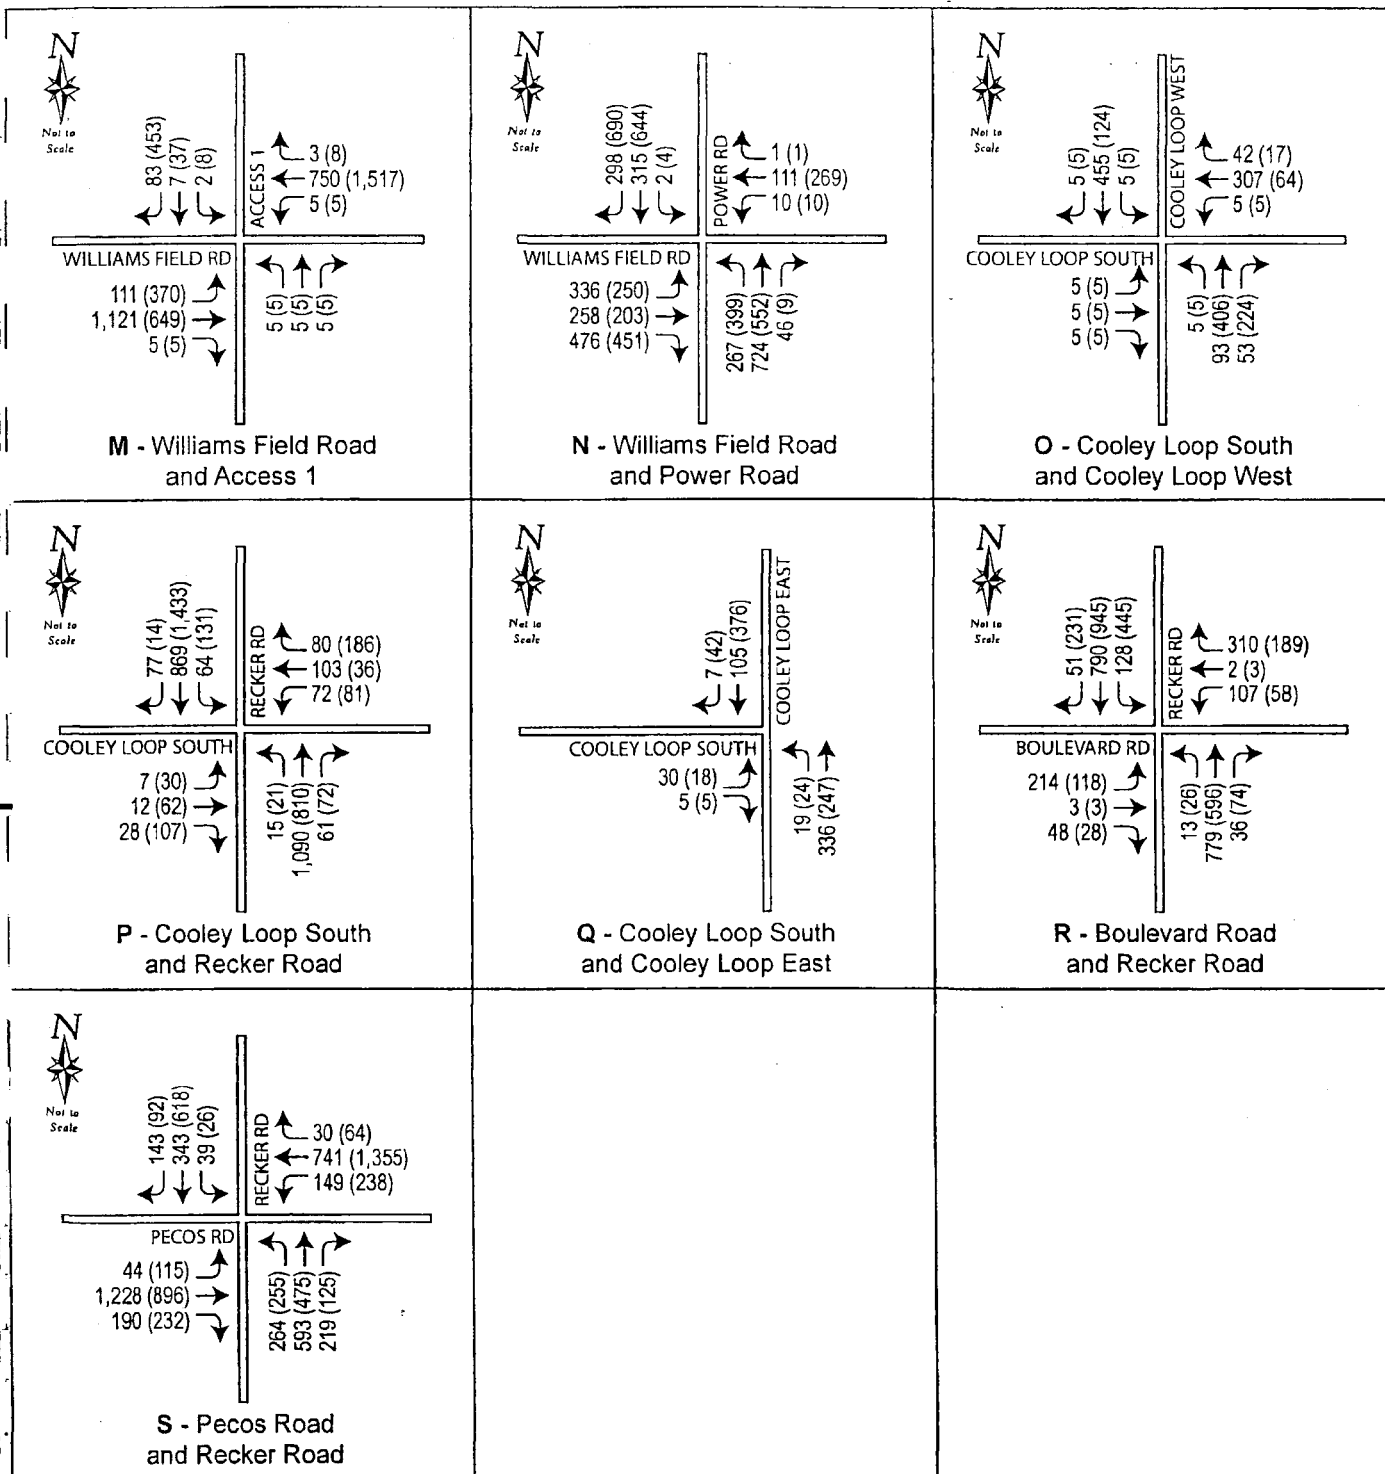 N
Not to
Scale
83 (453)
7 (37)
2 (8)
ACCESS 1
3 (8)
750 (1,517)
5 (5)
WILLIAMS FIELD RD
111 (370)
1,121 (649)
5 (5)
5 (5)
5 (5)
5 (5)
M - Williams Field Road
and Access 1
N
Not to
Scale
298 (690)
315 (644)
2 (4)
POWER RD
1 (1)
111 (269)
10 (10)
WILLIAMS FIELD RD
336 (250)
258 (203)
476 (451)
267 (399)
724 (552)
46 (9)
N - Williams Field Road
and Power Road
N
Not to
Scale
5 (5)
455 (124)
5 (5)
COOLEY LOOP WEST
42 (17)
307 (64)
5 (5)
COOLEY LOOP SOUTH
5 (5)
5 (5)
5 (5)
5 (5)
93 (406)
53 (224)
O - Cooley Loop South
and Cooley Loop West
N
Not to
Scale
77 (14)
869 (1,433)
64 (131)
RECKER RD
80 (186)
103 (36)
72 (81)
COOLEY LOOP SOUTH
7 (30)
12 (62)
28 (107)
15 (21)
1,090 (810)
61 (72)
P - Cooley Loop South
and Recker Road
N
Not to
Scale
7 (42)
105 (376)
COOLEY LOOP EAST
COOLEY LOOP SOUTH
30 (18)
5 (5)
19 (24)
336 (247)
Q - Cooley Loop South
and Cooley Loop East
N
Not to
Scale
51 (231)
790 (945)
128 (445)
RECKER RD
310 (189)
2 (3)
107 (58)
BOULEVARD RD
214 (118)
3 (3)
48 (28)
13 (26)
779 (596)
36 (74)
R - Boulevard Road
and Recker Road
N
Not to
Scale
143 (92)
343 (618)
39 (26)
RECKER RD
30 (64)
741 (1,355)
149 (238)
PECOS RD
44 (115)
1,228 (896)
190 (232)
264 (255)
593 (475)
219 (125)
S - Pecos Road
and Recker Road